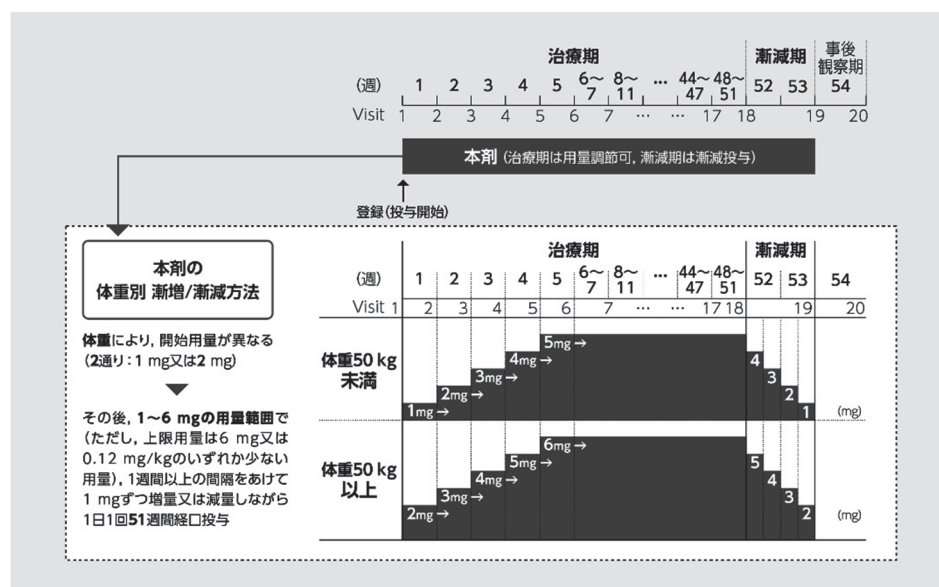 治療期 漸減期 事後
観察期
(週) 1 2 3 4 5 6〜7 8〜11 … 44〜47 48〜51 52 53 54
Visit 1 2 3 4 5 6 7 … … 17 18 19 20
本剤 (治療期は用量調節可, 漸減期は漸減投与)
登録(投与開始)
本剤の
体重別 漸増/漸減方法
体重により, 開始用量が異なる
(2通り:1 mg又は2 mg)
その後, 1〜6 mgの用量範囲で
(ただし, 上限用量は6 mg又は
0.12 mg/kgのいずれか少ない
用量), 1週間以上の間隔をあけて
1 mgずつ増量又は減量しながら
1日1回51週間経口投与
治療期 漸減期
(週) 1 2 3 4 5 6〜7 8〜11 … 44〜47 48〜51 52 53 54
Visit 1 2 3 4 5 6 7 … … 17 18 19 20
体重50 kg
未満
1mg→ 2mg→ 3mg→ 4mg→ 5mg→ 4 3 2 1 (mg)
体重50 kg
以上
2mg→ 3mg→ 4mg→ 5mg→ 6mg→ 5 4 3 2 (mg)